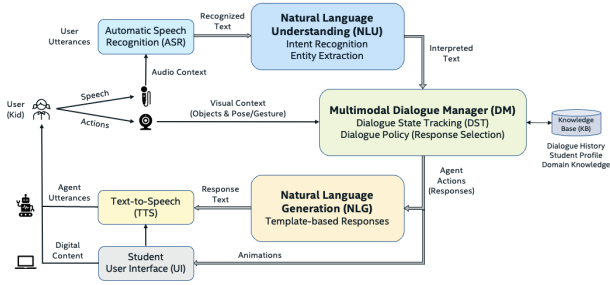 User
Utterances
Automatic Speech
Recognition (ASR)
Recognized
Text
Natural Language
Understanding (NLU)
Intent Recognition
Entity Extraction
Interpreted
Text
Audio Context
Speech
User
(Kid)
Actions
Visual Context
(Objects & Pose/Gesture)
Multimodal Dialogue Manager (DM)
Dialogue State Tracking (DST)
Dialogue Policy (Response Selection)
Knowledge
Base (KB)
Dialogue History
Student Profile
Domain Knowledge
Agent
Actions
(Responses)
Agent
Utterances
Text-to-Speech
(TTS)
Response
Text
Natural Language
Generation (NLG)
Template-based Responses
Digital
Content
Student
User Interface (UI)
Animations